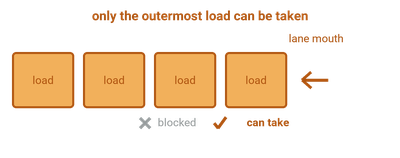 only the outermost load can be taken
lane mouth
load load load load
blocked can take